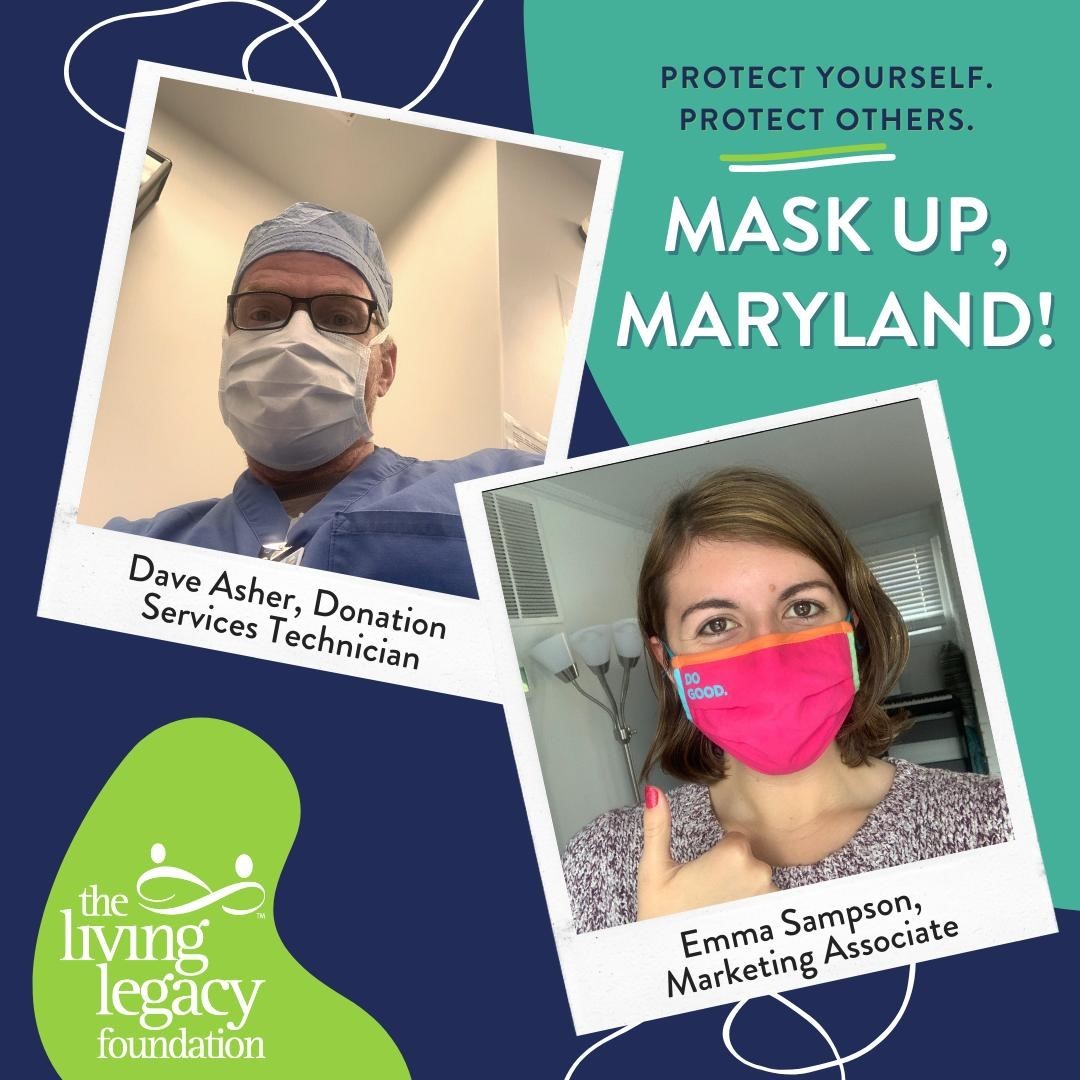 PROTECT YOURSELF.
PROTECT OTHERS.
MASK UP,
MARYLAND!
Dave Asher, Donation
Services Technician
DO
GOOD.
Emma Sampson,
Marketing Associate
the
living
legacy
foundation
TM